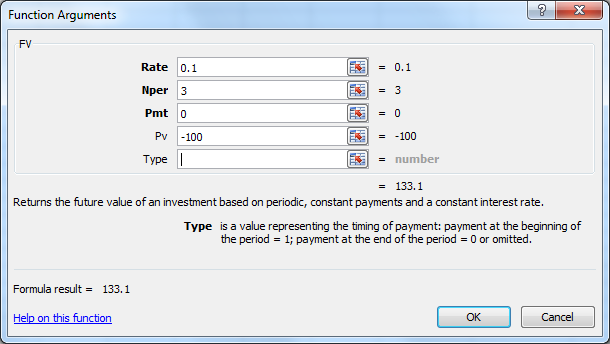 Function Arguments
FV
Rate 0.1 = 0.1
Nper 3 = 3
Pmt 0 = 0
Pv -100 = -100
Type = number
= 133.1
Returns the future value of an investment based on periodic, constant payments and a constant interest rate.
Type is a value representing the timing of payment: payment at the beginning of
the period = 1; payment at the end of the period = 0 or omitted.
Formula result = 133.1
Help on this function OK Cancel